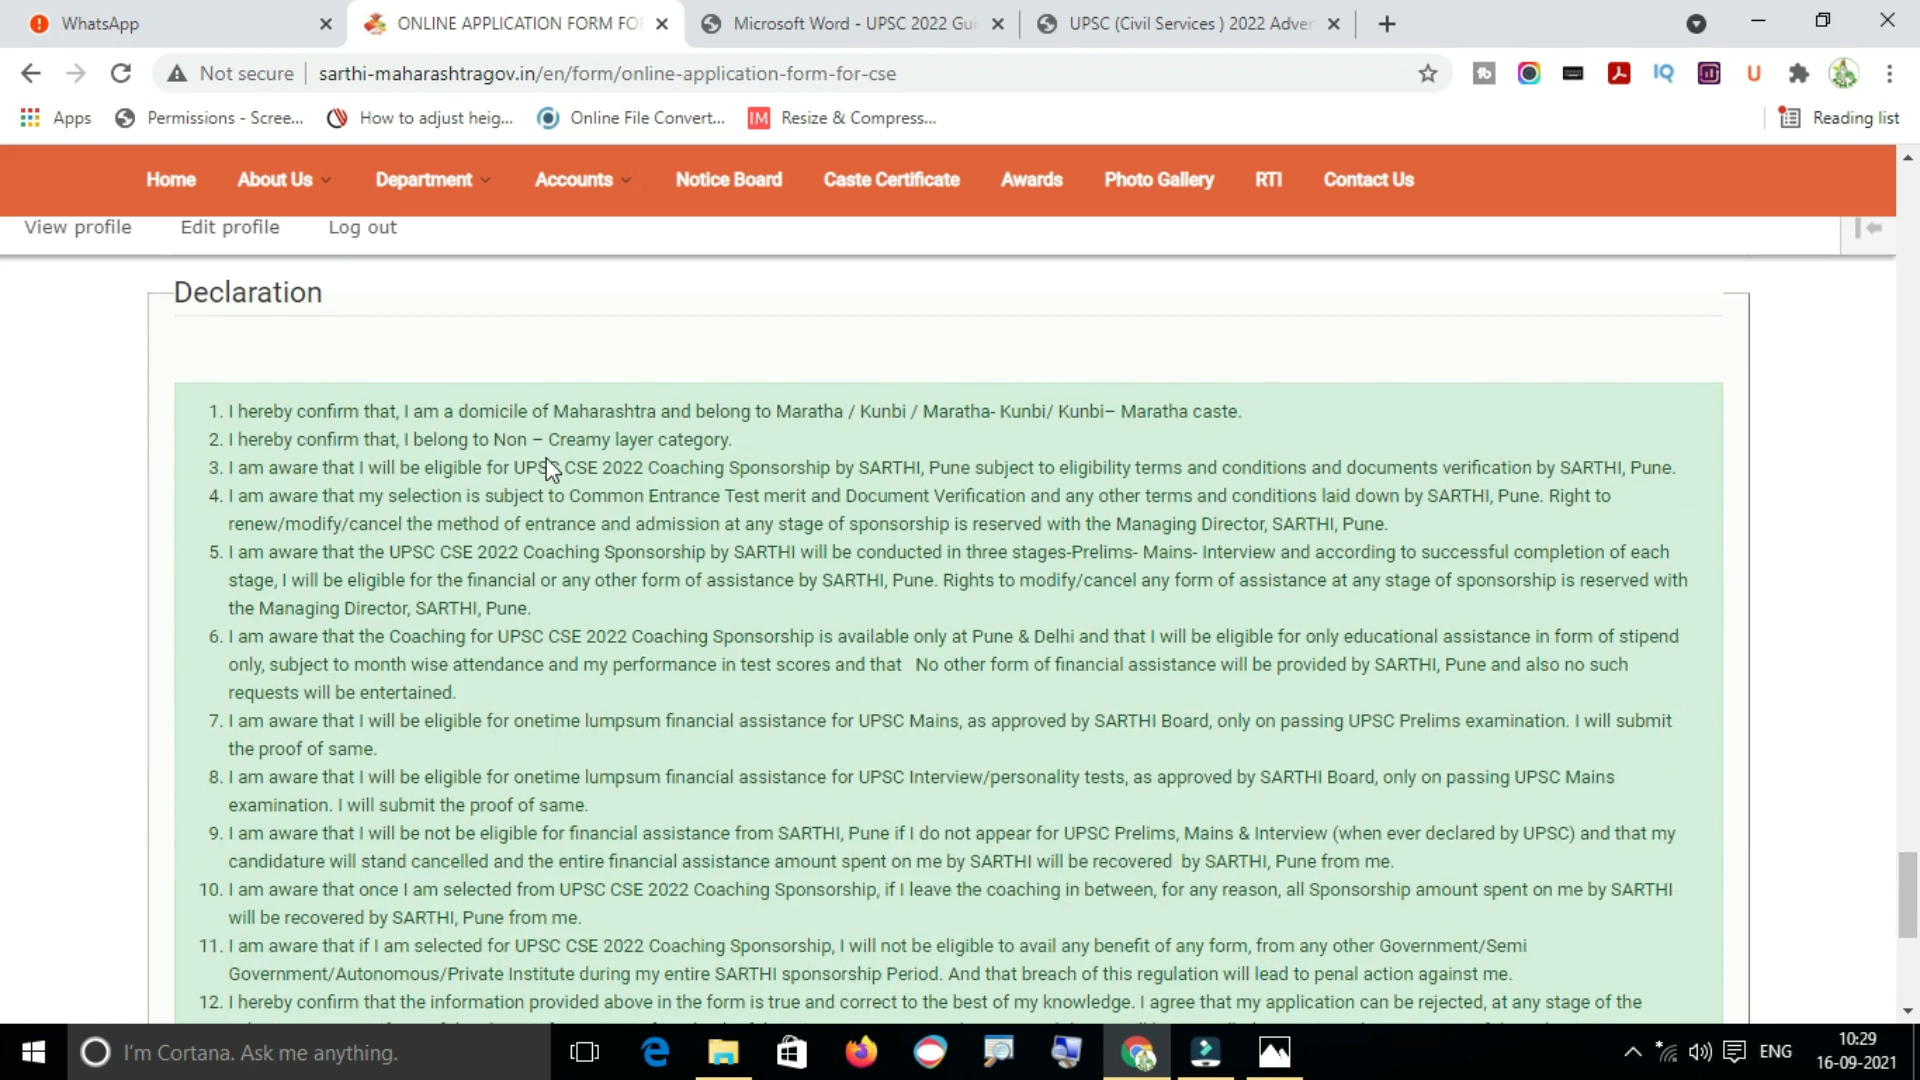 WhatsApp
ONLINE APPLICATION FORM FO
Microsoft Word - UPSC 2022 Gui
UPSC (Civil Services ) 2022 Adver
Not secure
sarthi-maharashtragov.in/en/form/online-application-form-for-cse
Apps
Permissions - Scree...
How to adjust heig...
Online File Convert...
IM
Resize & Compress...
Reading list
Home
About Us
Department
Accounts
Notice Board
Caste Certificate
Awards
Photo Gallery
RTI
Contact Us
View profile
Edit profile
Log out
Declaration
1. I hereby confirm that, I am a domicile of Maharashtra and belong to Maratha / Kunbi / Maratha- Kunbi/ Kunbi– Maratha caste.
2. I hereby confirm that, I belong to Non – Creamy layer category.
3. I am aware that I will be eligible for UPSC CSE 2022 Coaching Sponsorship by SARTHI, Pune subject to eligibility terms and conditions and documents verification by SARTHI, Pune.
4. I am aware that my selection is subject to Common Entrance Test merit and Document Verification and any other terms and conditions laid down by SARTHI, Pune. Right to
renew/modify/cancel the method of entrance and admission at any stage of sponsorship is reserved with the Managing Director, SARTHI, Pune.
5. I am aware that the UPSC CSE 2022 Coaching Sponsorship by SARTHI will be conducted in three stages-Prelims- Mains- Interview and according to successful completion of each
stage, I will be eligible for the financial or any other form of assistance by SARTHI, Pune. Rights to modify/cancel any form of assistance at any stage of sponsorship is reserved with
the Managing Director, SARTHI, Pune.
6. I am aware that the Coaching for UPSC CSE 2022 Coaching Sponsorship is available only at Pune & Delhi and that I will be eligible for only educational assistance in form of stipend
only, subject to month wise attendance and my performance in test scores and that No other form of financial assistance will be provided by SARTHI, Pune and also no such
requests will be entertained.
7. I am aware that I will be eligible for onetime lumpsum financial assistance for UPSC Mains, as approved by SARTHI Board, only on passing UPSC Prelims examination. I will submit
the proof of same.
8. I am aware that I will be eligible for onetime lumpsum financial assistance for UPSC Interview/personality tests, as approved by SARTHI Board, only on passing UPSC Mains
examination. I will submit the proof of same.
9. I am aware that I will be not be eligible for financial assistance from SARTHI, Pune if I do not appear for UPSC Prelims, Mains & Interview (when ever declared by UPSC) and that my
candidature will stand cancelled and the entire financial assistance amount spent on me by SARTHI will be recovered by SARTHI, Pune from me.
10. I am aware that once I am selected from UPSC CSE 2022 Coaching Sponsorship, if I leave the coaching in between, for any reason, all Sponsorship amount spent on me by SARTHI
will be recovered by SARTHI, Pune from me.
11. I am aware that if I am selected for UPSC CSE 2022 Coaching Sponsorship, I will not be eligible to avail any benefit of any form, from any other Government/Semi
Government/Autonomous/Private Institute during my entire SARTHI sponsorship Period. And that breach of this regulation will lead to penal action against me.
12. I hereby confirm that the information provided above in the form is true and correct to the best of my knowledge. I agree that my application can be rejected, at any stage of the
I'm Cortana. Ask me anything.
ENG
10:29
16-09-2021